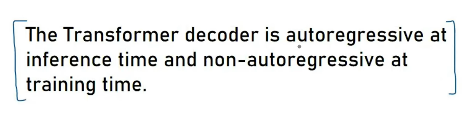 The Transformer decoder is autoregressive at
inference time and non-autoregressive at
training time.